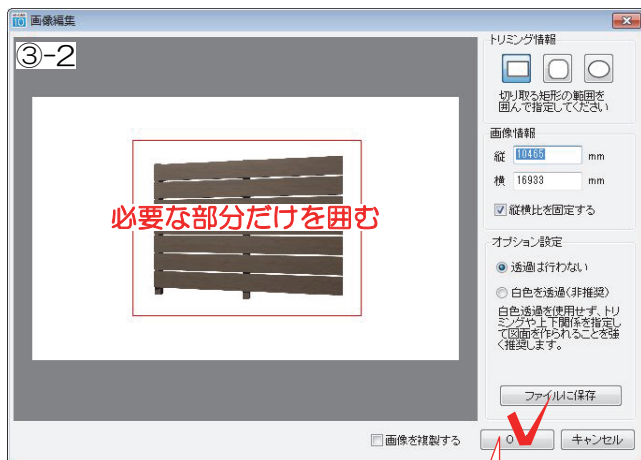 画像編集
③-2
必要な部分だけを囲む
トリミング情報
切り取る矩形の範囲を
囲んで指定してください
画像情報
縦 10465 mm
横 16933 mm
縦横比を固定する
オプション設定
透過は行わない
白色を透過(非推奨)
白色透過を使用せず、トリ
ミングや上下関係を指定し
て図面を作られることを強
く推奨します。
ファイルに保存
画像を複製する
キャンセル